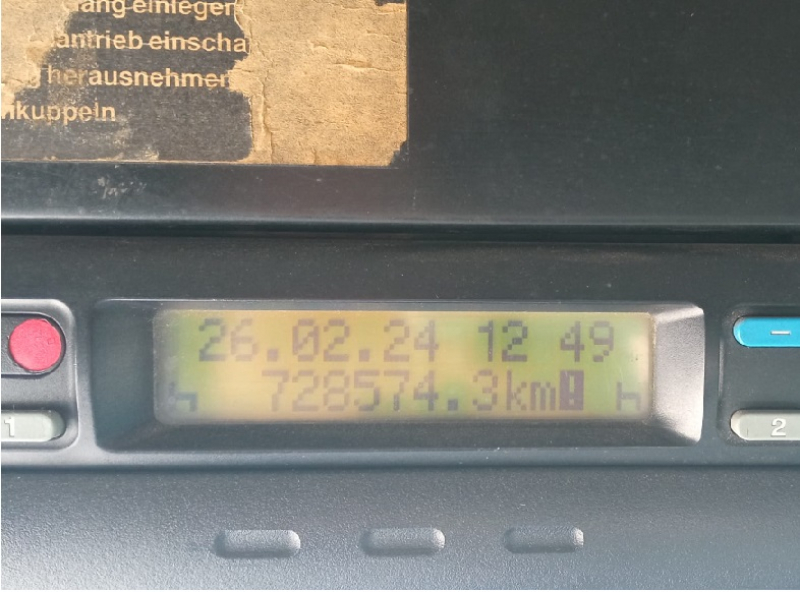 gang einlegen
antrieb einscha
herausnehmen
nkuppeln
26.02.24 12 49
728574.3km!
1
–
2